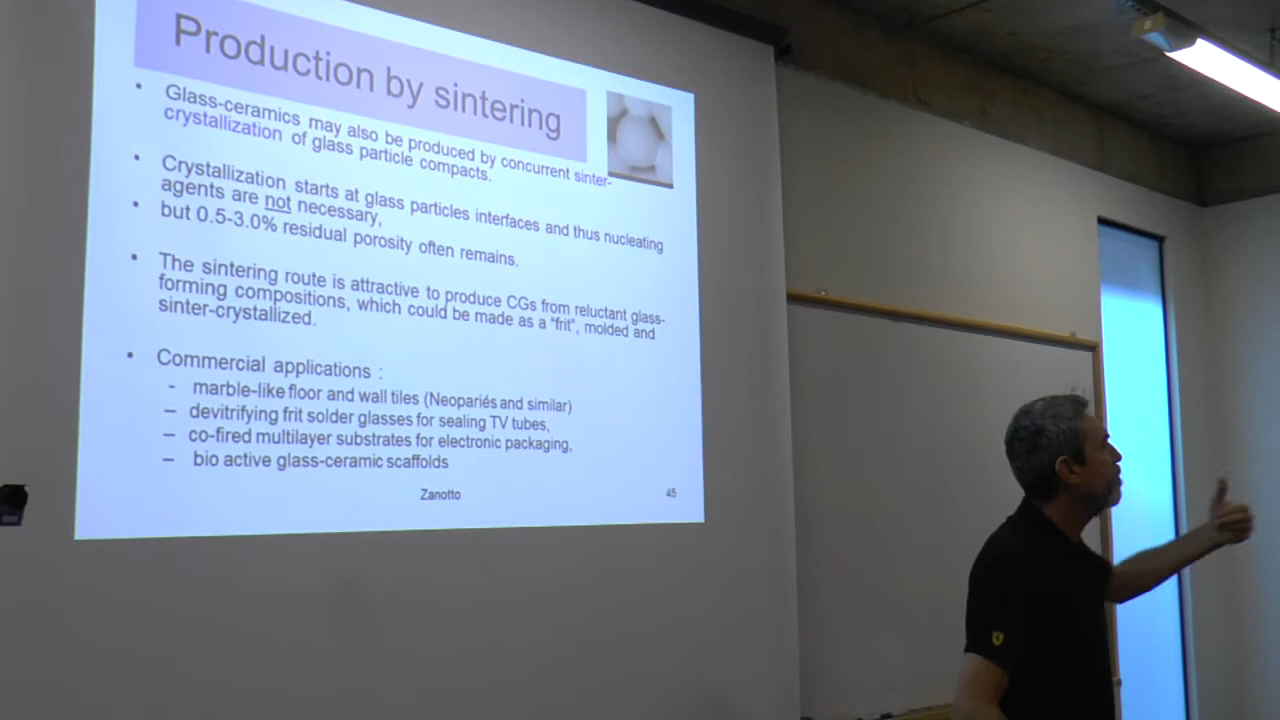 Production by sintering
• Glass-ceramics may also be produced by concurrent sinter-
crystallization of glass particle compacts.
• Crystallization starts at glass particles interfaces and thus nucleating
agents are not necessary,
• but 0.5-3.0% residual porosity often remains.
• The sintering route is attractive to produce CGs from reluctant glass-
forming compositions, which could be made as a “frit”, molded and
sinter-crystallized.
• Commercial applications :
- marble-like floor and wall tiles (Neopariés and similar)
– devitrifying frit solder glasses for sealing TV tubes,
– co-fired multilayer substrates for electronic packaging,
– bio active glass-ceramic scaffolds
Zanotto 45